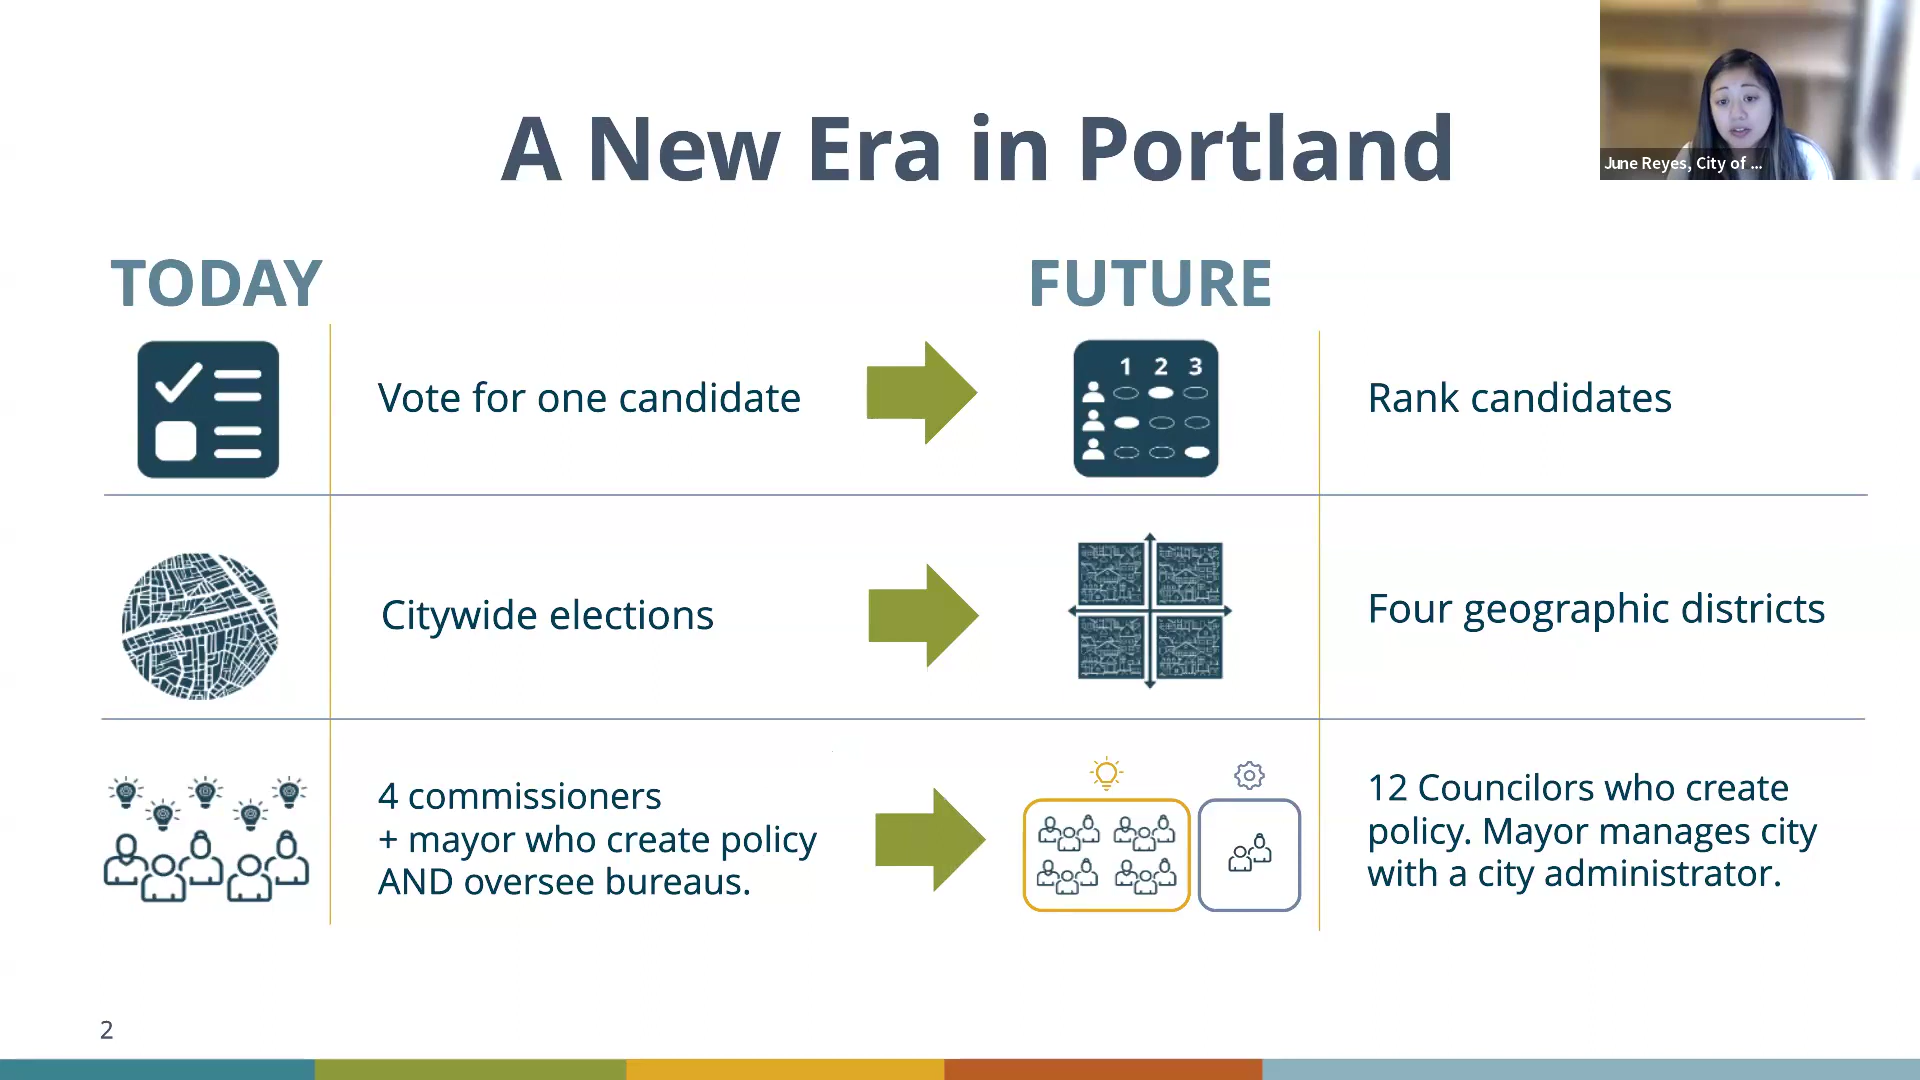 A New Era in Portland
June Reyes, City of ...
TODAY
FUTURE
Vote for one candidate
1 2 3
Rank candidates
Citywide elections
Four geographic districts
4 commissioners
+ mayor who create policy
AND oversee bureaus.
12 Councilors who create
policy. Mayor manages city
with a city administrator.
2